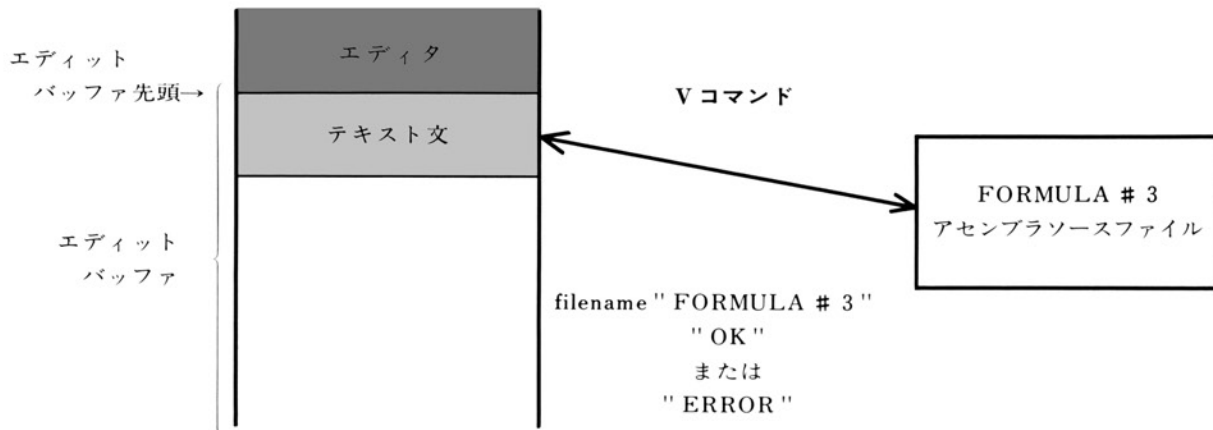 エディタ
エディット
バッファ先頭→
テキスト文
Vコマンド
FORMULA # 3
アセンブラソースファイル
エディット
バッファ
filename " FORMULA # 3 "
" OK "
または
" ERROR "